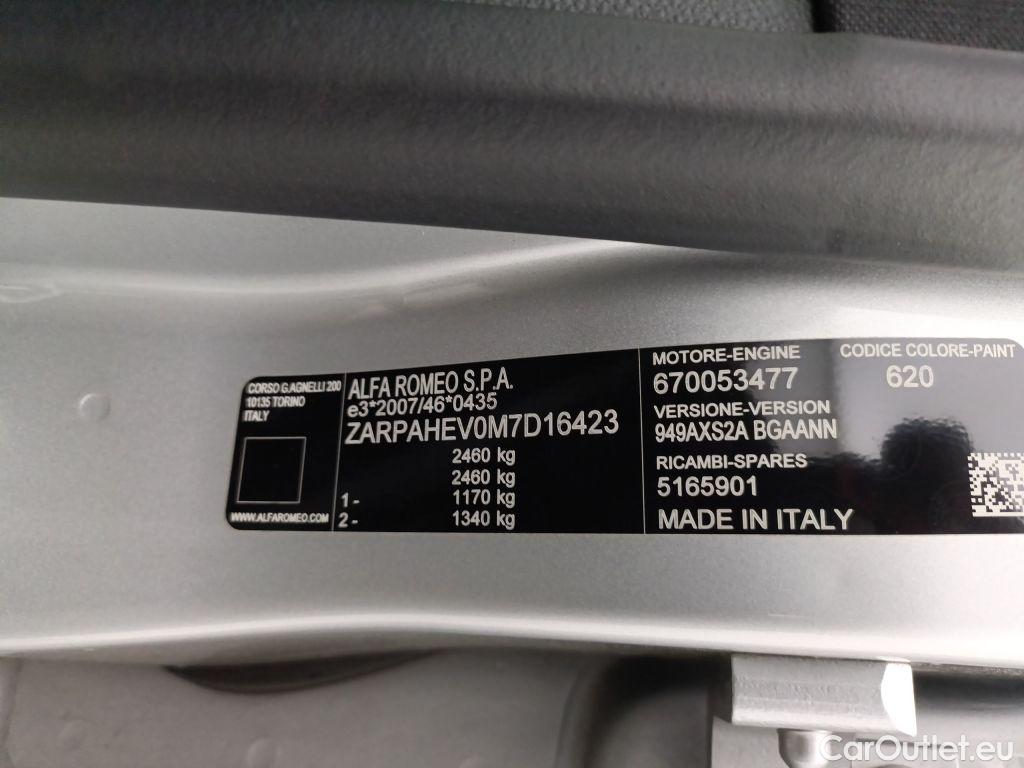 CORSO G.AGNELLI 200
10135 TORINO
ITALY
WWW.ALFAROMEO.COM
ALFA ROMEO S.P.A.
e3*2007/46*0435
ZARPAHEV0M7D16423
2460 kg
2460 kg
1- 1170 kg
2- 1340 kg
MOTORE-ENGINE
670053477
VERSIONE-VERSION
949AXS2A BGAANN
RICAMBI-SPARES
5165901
MADE IN ITALY
CODICE COLORE-PAINT
620
CarOutlet.eu